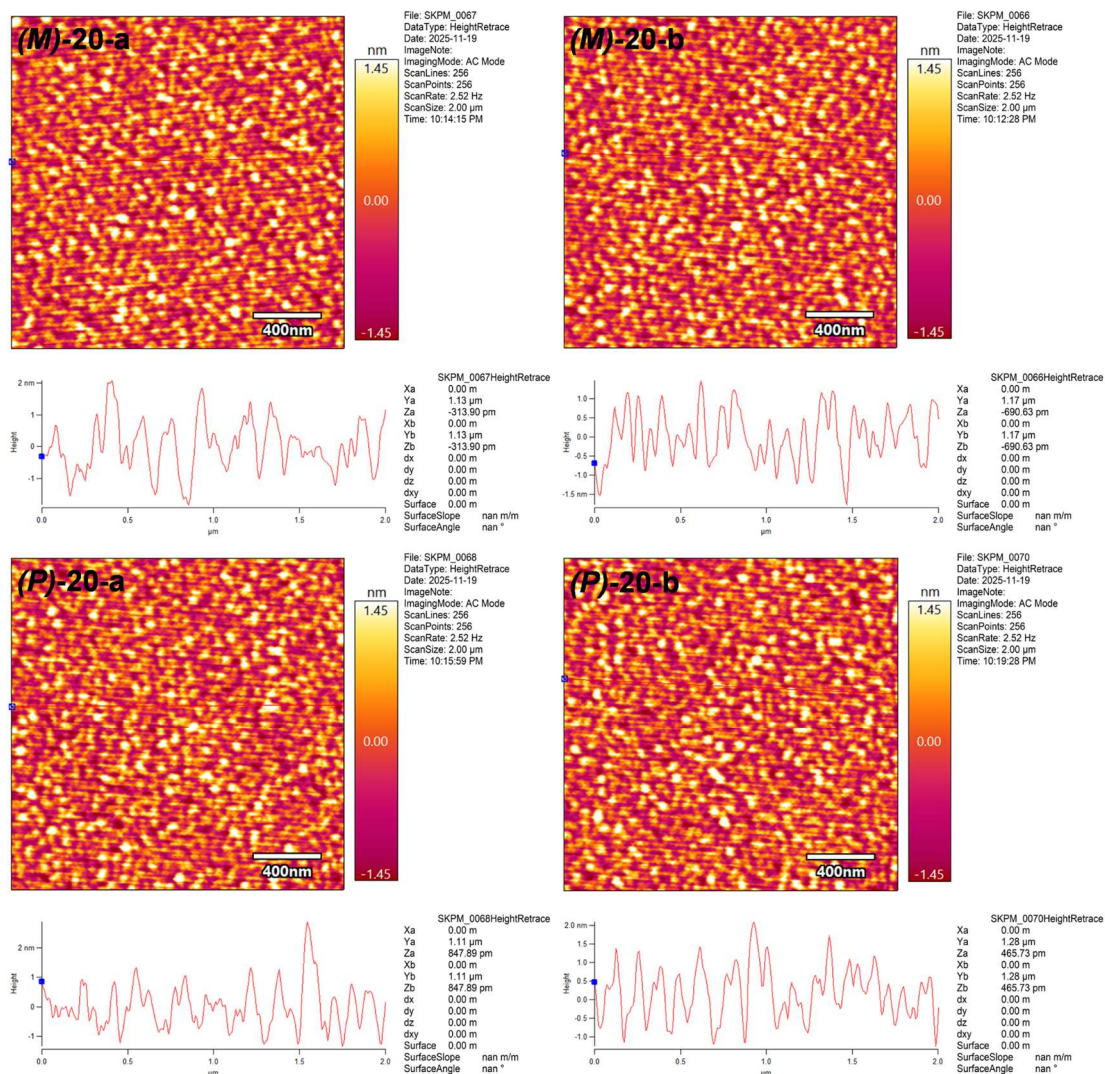 (M)-20-a
nm
1.45
0.00
-1.45
400nm
File: SKPM_0067
DataType: HeightRetrace
Date: 2025-11-19
ImageNote:
ImagingMode: AC Mode
ScanLines: 256
ScanPoints: 256
ScanRate: 2.52 Hz
ScanSize: 2.00 µm
Time: 10:14:15 PM
(M)-20-b
nm
1.45
0.00
-1.45
400nm
File: SKPM_0066
DataType: HeightRetrace
Date: 2025-11-19
ImageNote:
ImagingMode: AC Mode
ScanLines: 256
ScanPoints: 256
ScanRate: 2.52 Hz
ScanSize: 2.00 µm
Time: 10:12:28 PM
2 nm
1
0
-1
Height
0.0
0.5
1.0
1.5
2.0
µm
SKPM_0067HeightRetrace
Xa 0.00 m
Ya 1.13 µm
Za -313.90 pm
Xb 0.00 m
Yb 1.13 µm
Zb -313.90 pm
dx 0.00 m
dy 0.00 m
dz 0.00 m
dxy 0.00 m
Surface 0.00 m
SurfaceSlope nan m/m
SurfaceAngle nan °
1.0
0.5
0.0
-0.5
-1.0
-1.5 nm
Height
0.0
0.5
1.0
1.5
2.0
µm
SKPM_0066HeightRetrace
Xa 0.00 m
Ya 1.17 µm
Za -690.63 pm
Xb 0.00 m
Yb 1.17 µm
Zb -690.63 pm
dx 0.00 m
dy 0.00 m
dz 0.00 m
dxy 0.00 m
Surface 0.00 m
SurfaceSlope nan m/m
SurfaceAngle nan °
(P)-20-a
nm
1.45
0.00
-1.45
400nm
File: SKPM_0068
DataType: HeightRetrace
Date: 2025-11-19
ImageNote:
ImagingMode: AC Mode
ScanLines: 256
ScanPoints: 256
ScanRate: 2.52 Hz
ScanSize: 2.00 µm
Time: 10:15:59 PM
(P)-20-b
nm
1.45
0.00
-1.45
400nm
File: SKPM_0070
DataType: HeightRetrace
Date: 2025-11-19
ImageNote:
ImagingMode: AC Mode
ScanLines: 256
ScanPoints: 256
ScanRate: 2.52 Hz
ScanSize: 2.00 µm
Time: 10:19:28 PM
2 nm
1
0
-1
Height
0.0
0.5
1.0
1.5
2.0
µm
SKPM_0068HeightRetrace
Xa 0.00 m
Ya 1.11 µm
Za 847.89 pm
Xb 0.00 m
Yb 1.11 µm
Zb 847.89 pm
dx 0.00 m
dy 0.00 m
dz 0.00 m
dxy 0.00 m
Surface 0.00 m
SurfaceSlope nan m/m
SurfaceAngle nan °
2.0 nm
1.5
1.0
0.5
0.0
-0.5
-1.0
Height
0.0
0.5
1.0
1.5
2.0
µm
SKPM_0070HeightRetrace
Xa 0.00 m
Ya 1.28 µm
Za 465.73 pm
Xb 0.00 m
Yb 1.28 µm
Zb 465.73 pm
dx 0.00 m
dy 0.00 m
dz 0.00 m
dxy 0.00 m
Surface 0.00 m
SurfaceSlope nan m/m
SurfaceAngle nan °